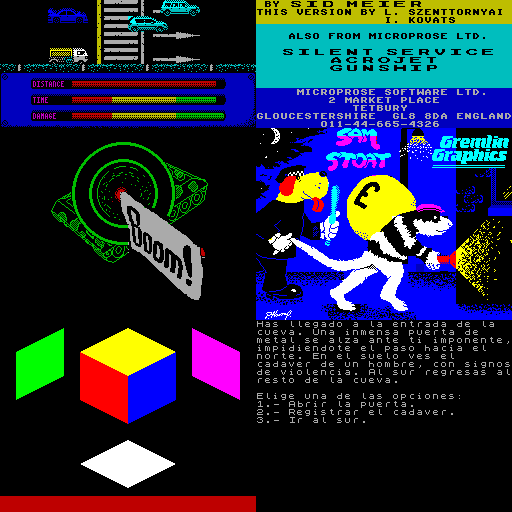 DISTANCE
TIME
DAMAGE
Boom!
BY SID MEIER
THIS VERSION BY L. SZENTTORNYAI
I. KOVATS
ALSO FROM MICROPROSE LTD.
SILENT SERVICE
ACROJET
GUNSHIP
MICROPROSE SOFTWARE LTD.
2 MARKET PLACE
TETBURY
GLOUCESTERSHIRE GL8 8DA ENGLAND
011-44-665-4326
SAM
STOAT
Gremlin
Graphics
£
Has llegado a la entrada de la
cueva. Una inmensa puerta de
metal se alza ante ti imponente,
impidiendote el paso hacia el
norte. En el suelo ves el
cadaver de un hombre, con signos
de violencia. Al sur regresas al
resto de la cueva.
Elige una de las opciones:
1.- Abrir la puerta.
2.- Registrar el cadaver.
3.- Ir al sur.